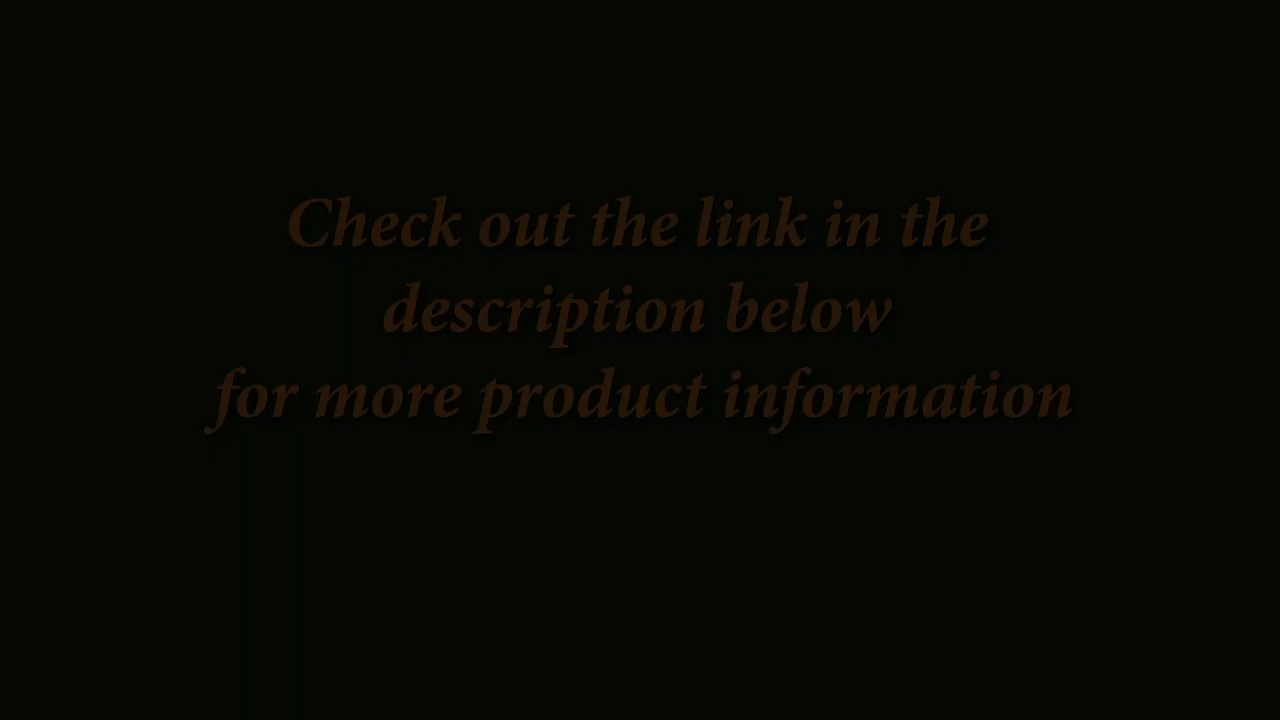 Check out the link in the
description below
for more product information